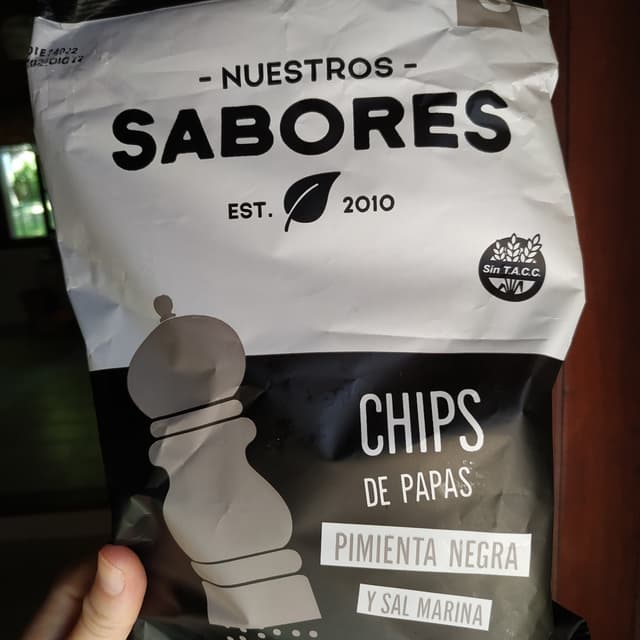 - NUESTROS -
SABORES
EST. 2010
Sin T.A.C.C.
CHIPS
DE PAPAS
PIMIENTA NEGRA
Y SAL MARINA